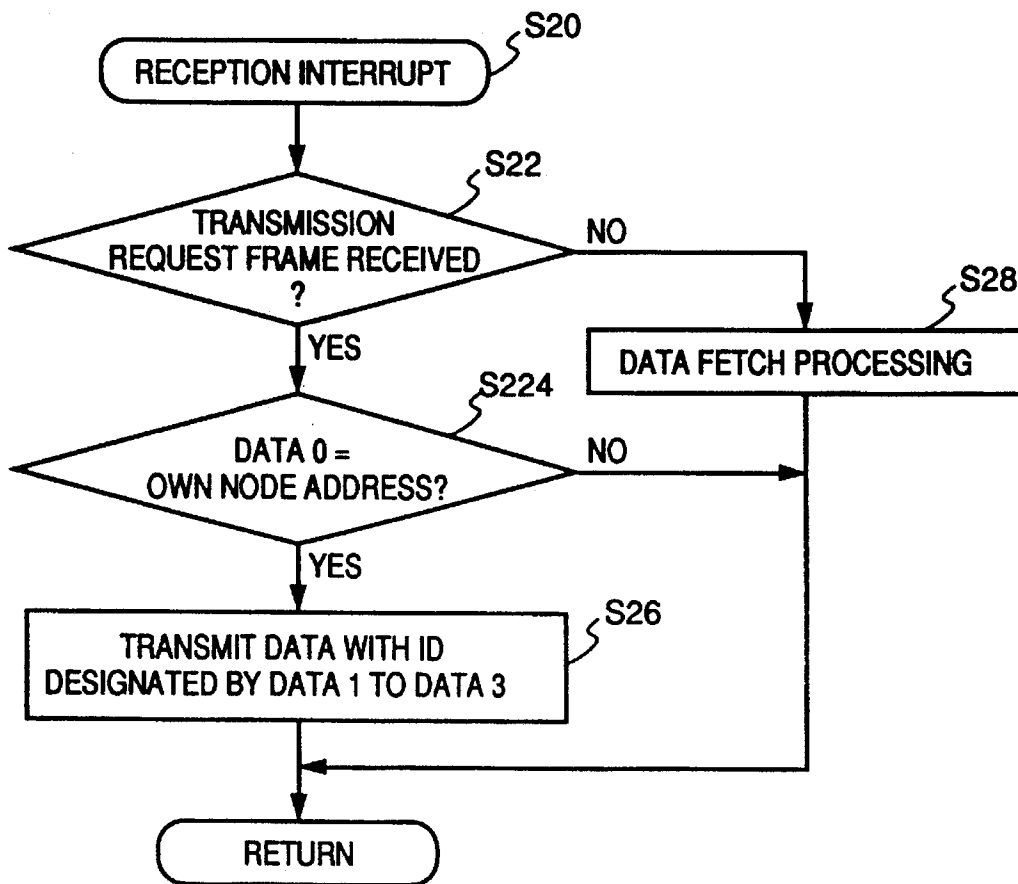 S20
RECEPTION INTERRUPT
S22
TRANSMISSION
REQUEST FRAME RECEIVED
?
NO
YES
S28
DATA FETCH PROCESSING
S224
DATA 0 =
OWN NODE ADDRESS?
NO
YES
S26
TRANSMIT DATA WITH ID
DESIGNATED BY DATA 1 TO DATA 3
RETURN